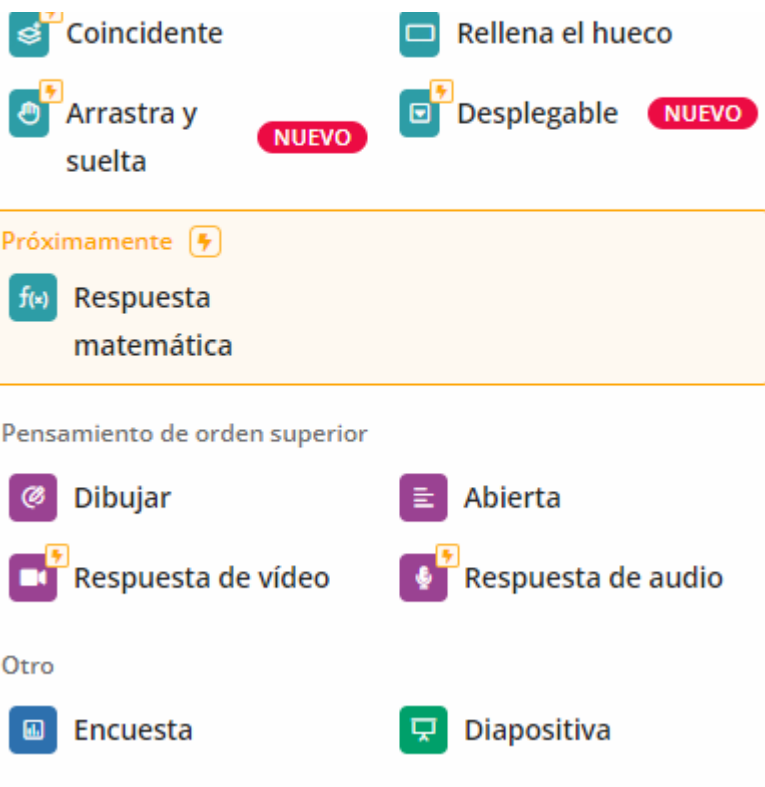 Coincidente
Rellena el hueco
Arrastra y
suelta
NUEVO
Desplegable
NUEVO
Próximamente
f(x)
Respuesta
matemática
Pensamiento de orden superior
Dibujar
Abierta
Respuesta de vídeo
Respuesta de audio
Otro
Encuesta
Diapositiva